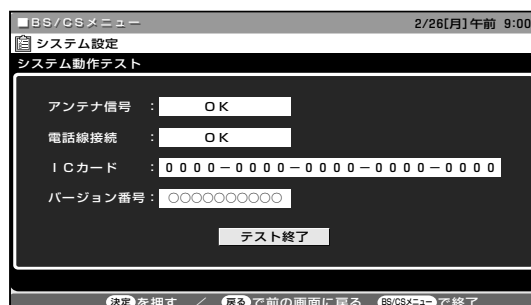 ■BS/CSメニュー 2/26[月]午前 9:00
システム設定
システム動作テスト
アンテナ信号 : OK
電話線接続 : OK
ICカード : 0000-0000-0000-0000-0000
バージョン番号 : ○○○○○○○○○○
テスト終了
決定を押す / 戻るで前の画面に戻る BS/CSメニューで終了